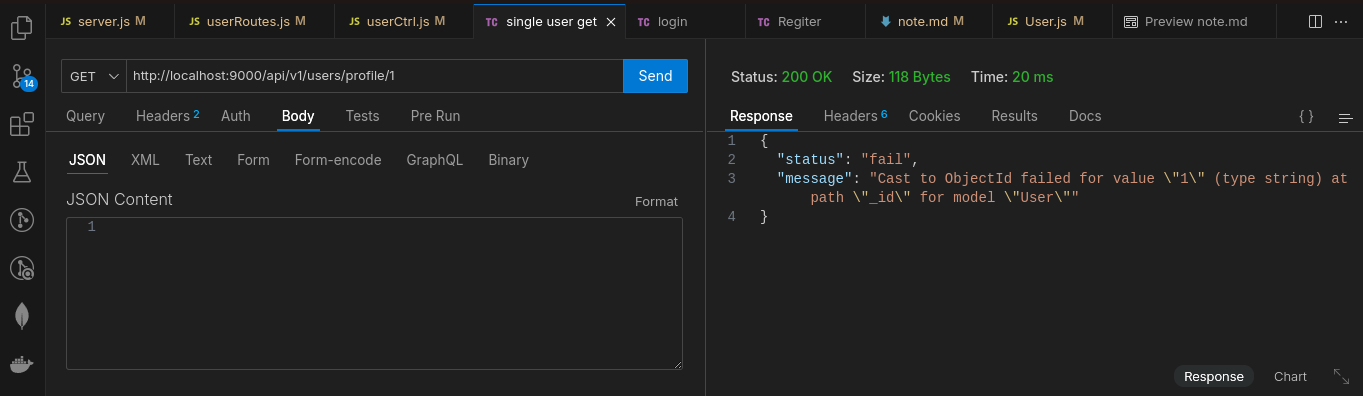 JS server.js M JS userRoutes.js M JS userCtrl.js M TC single user get × TC login TC Regiter note.md M JS User.js M Preview note.md ···
GET http://localhost:9000/api/v1/users/profile/1 Send
Status: 200 OK Size: 118 Bytes Time: 20 ms
14
Query Headers 2 Auth Body Tests Pre Run
Response Headers 6 Cookies Results Docs { }
JSON XML Text Form Form-encode GraphQL Binary
JSON Content Format
1
1 {
2 "status": "fail",
3 "message": "Cast to ObjectId failed for value \"1\" (type string) at
path \"_id\" for model \"User\""
4 }
Response Chart